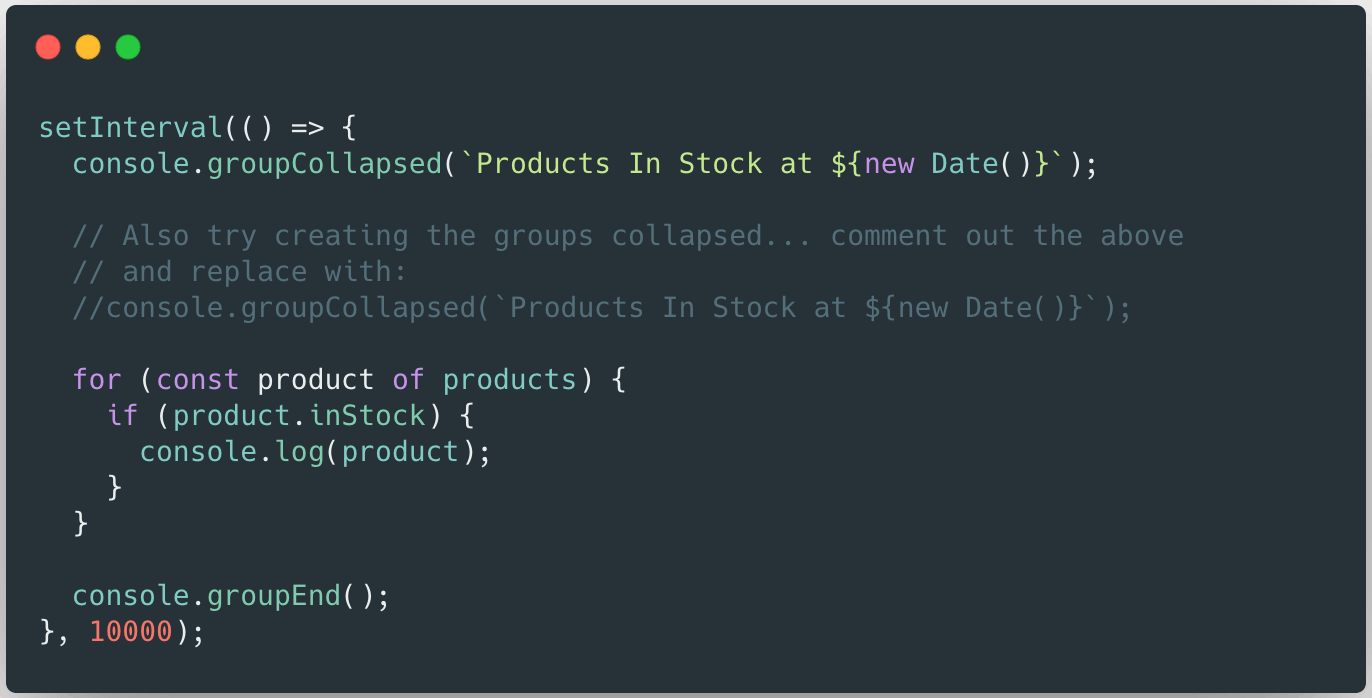 setInterval(() => {
  console.groupCollapsed(`Products In Stock at ${new Date()}`);
  // Also try creating the groups collapsed... comment out the above
  // and replace with:
  //console.groupCollapsed(`Products In Stock at ${new Date()}`);
  for (const product of products) {
    if (product.inStock) {
      console.log(product);
    }
  }
  console.groupEnd();
}, 10000);